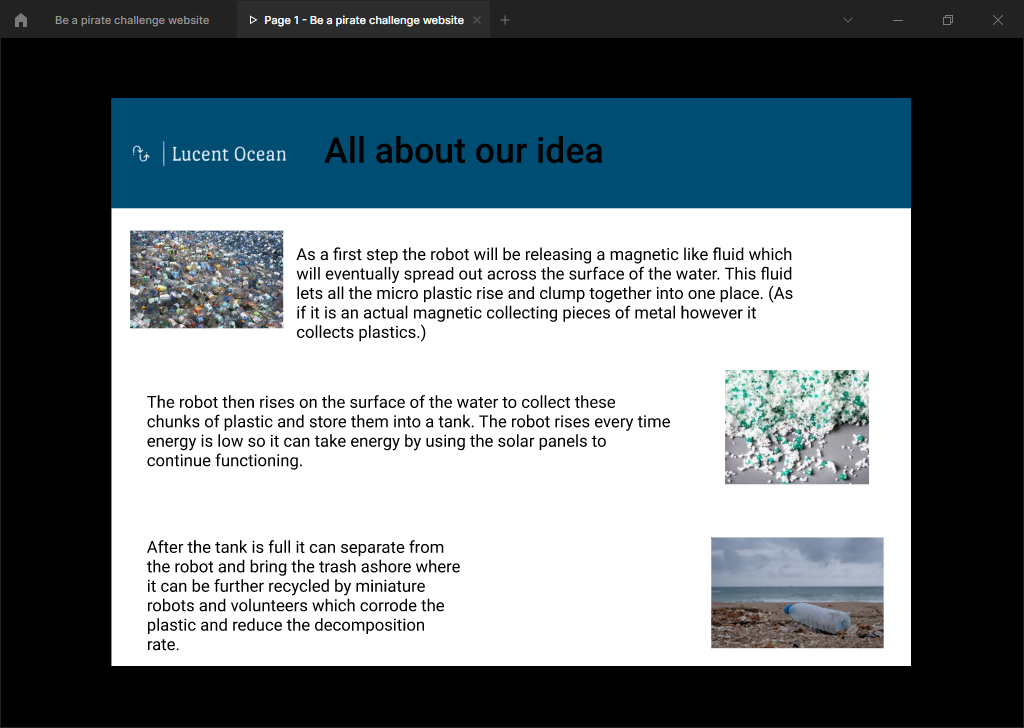 Be a pirate challenge website
Page 1 - Be a pirate challenge website
Lucent Ocean
All about our idea
As a first step the robot will be releasing a magnetic like fluid which
will eventually spread out across the surface of the water. This fluid
lets all the micro plastic rise and clump together into one place. (As
if it is an actual magnetic collecting pieces of metal however it
collects plastics.)
The robot then rises on the surface of the water to collect these
chunks of plastic and store them into a tank. The robot rises every time
energy is low so it can take energy by using the solar panels to
continue functioning.
After the tank is full it can separate from
the robot and bring the trash ashore where
it can be further recycled by miniature
robots and volunteers which corrode the
plastic and reduce the decomposition
rate.